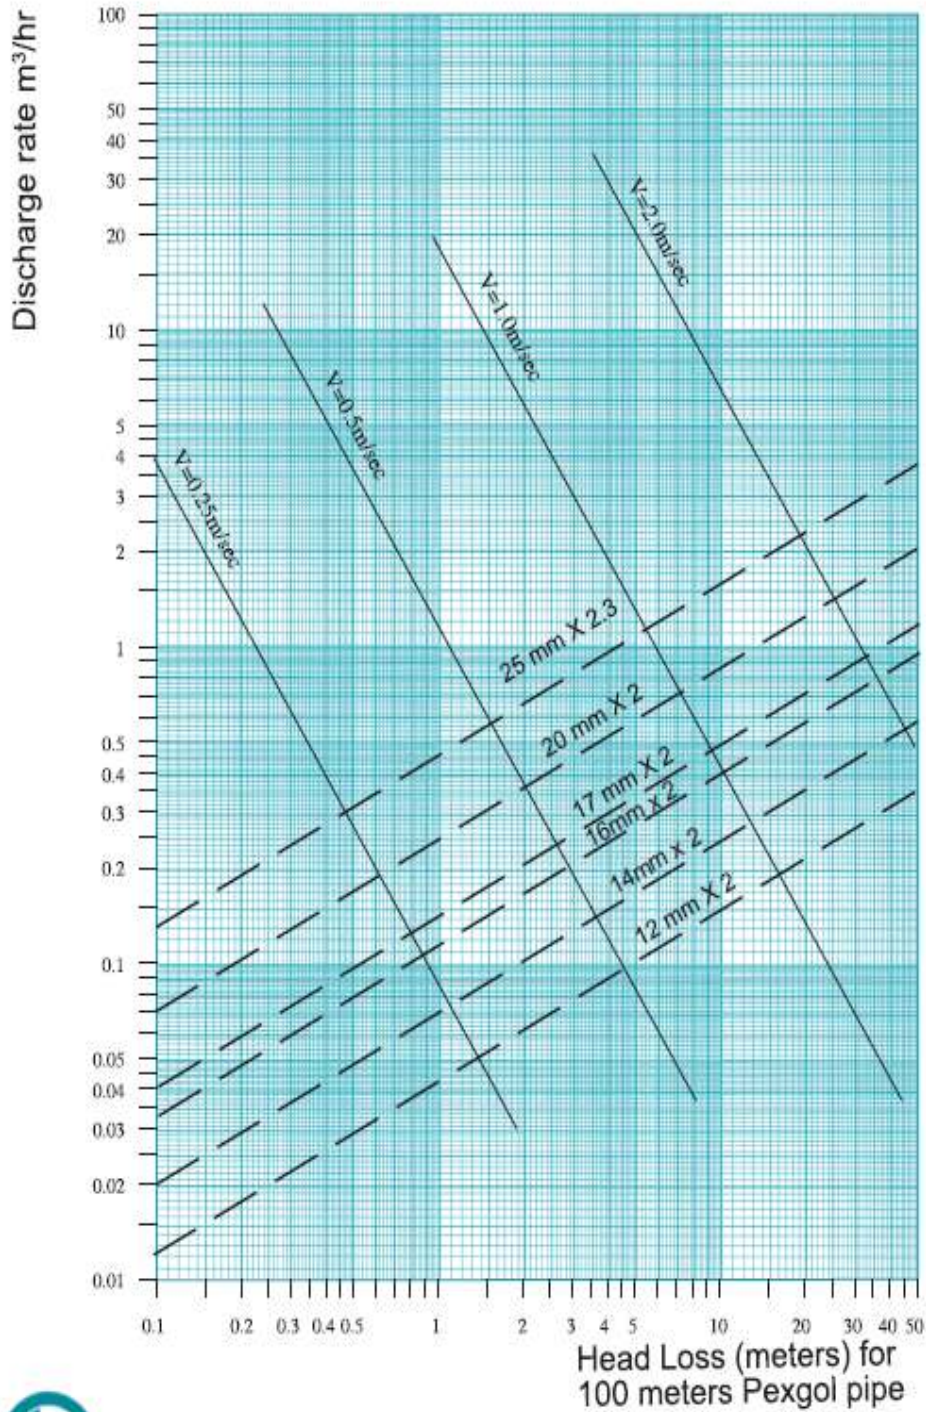 Discharge rate m³/hr
100
50
40
30
20
10
5
4
3
2
1
0.5
0.4
0.3
0.2
0.1
0.05
0.04
0.03
0.02
0.01
V=2.0m/sec
V=1.0m/sec
V=0.5m/sec
V=0.25m/sec
25 mm X 2.3
20 mm X 2
17 mm X 2
16mm x 2
14mm x 2
12 mm X 2
0.1 0.2 0.3 0.4 0.5 1 2 3 4 5 10 20 30 40 50
Head Loss (meters) for
100 meters Pexgol pipe